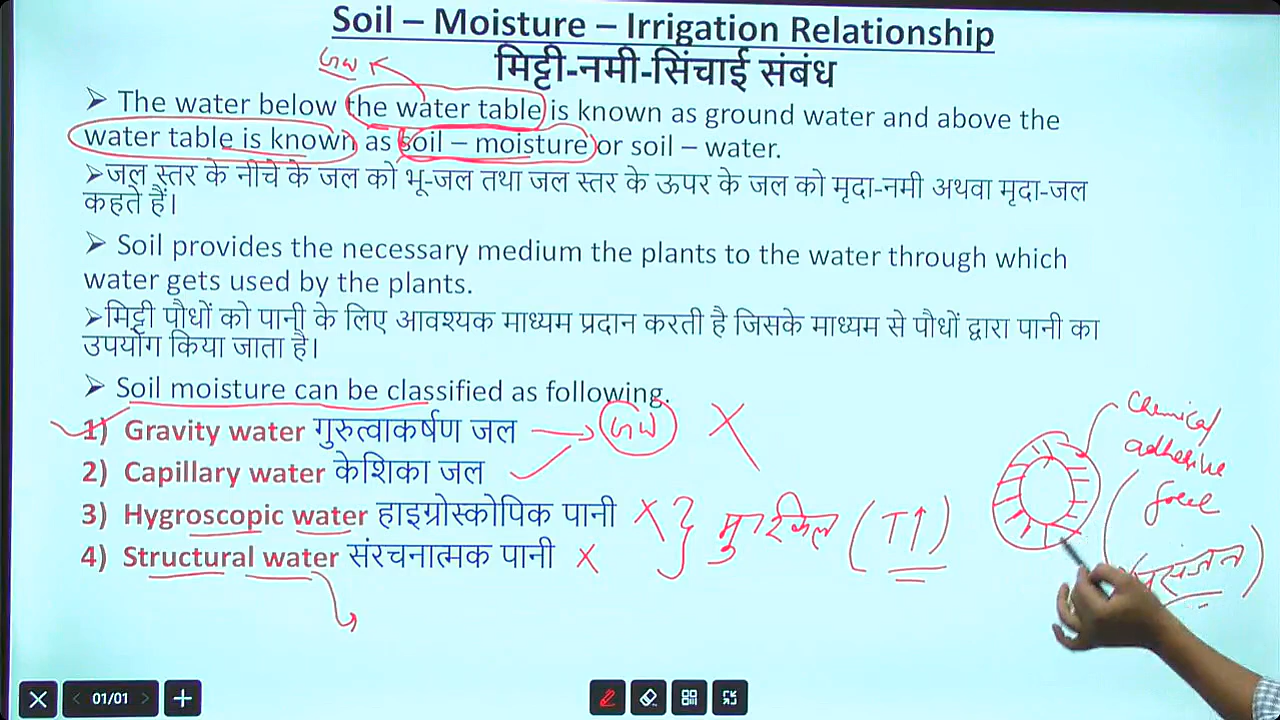 Soil – Moisture – Irrigation Relationship
मिट्टी-नमी-सिंचाई संबंध
GW
➤ The water below the water table is known as ground water and above the
water table is known as soil – moisture or soil – water.
➤जल स्तर के नीचे के जल को भू-जल तथा जल स्तर के ऊपर के जल को मृदा-नमी अथवा मृदा-जल
कहते हैं।
➤ Soil provides the necessary medium the plants to the water through which
water gets used by the plants.
➤मिट्टी पौधों को पानी के लिए आवश्यक माध्यम प्रदान करती है जिसके माध्यम से पौधों द्वारा पानी का
उपयोग किया जाता है।
➤ Soil moisture can be classified as following.
1) Gravity water गुरुत्वाकर्षण जल → GW X
2) Capillary water केशिका जल ✓
3) Hygroscopic water हाइग्रोस्कोपिक पानी X } मुश्किल (T↑)
4) Structural water संरचनात्मक पानी X
Chemical
adhesive
force
01/01